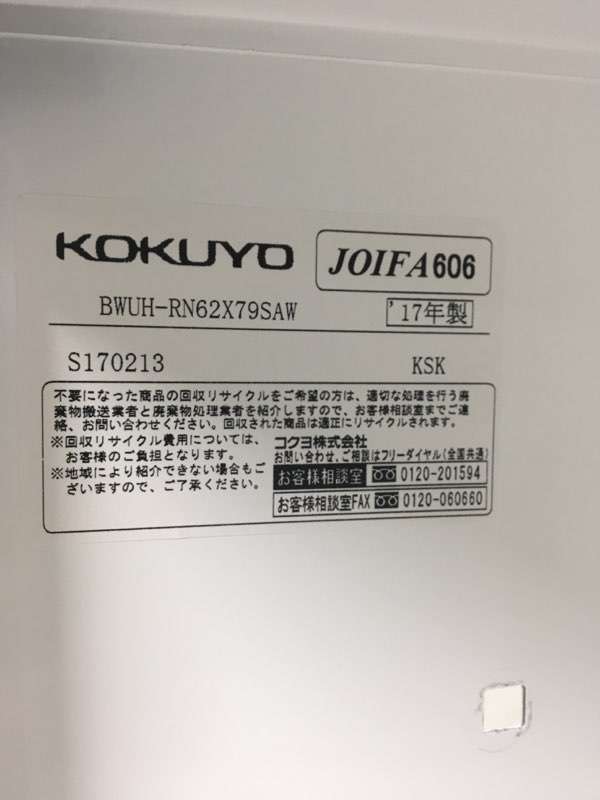 KOKUYO JOIFA606
BWUH-RN62X79SAW '17年製
S170213 KSK
不要になった商品の回収リサイクルをご希望の方は、適切な処理を行う廃
棄物搬送業者と廃棄物処理業者を紹介しますので、お客様相談室までご連
絡、お問い合わせください。回収された商品は適正にリサイクルされます。
※回収リサイクル費用については、
お客様のご負担となります。
※地域により紹介できない場合もご
ざいますので、ご了承ください。
コクヨ株式会社
お問い合わせ、ご相談はフリーダイヤル(全国共通)
お客様相談室 0120-201594
お客様相談室FAX 0120-060660